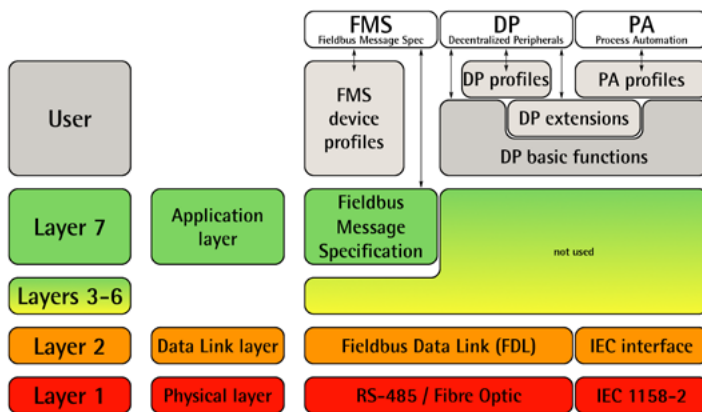 FMS
Fieldbus Message Spec
DP
Decentralized Peripherals
PA
Process Automation
User
FMS
device
profiles
DP profiles
PA profiles
DP extensions
DP basic functions
Layer 7
Application
layer
Fieldbus
Message
Specification
not used
Layers 3-6
Layer 2
Data Link layer
Fieldbus Data Link (FDL)
IEC interface
Layer 1
Physical layer
RS-485 / Fibre Optic
IEC 1158-2